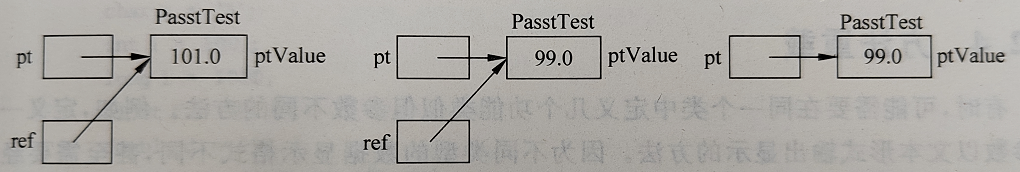 PasstTest PasstTest PasstTest
pt 101.0 ptValue pt 99.0 ptValue pt 99.0 ptValue
ref ref